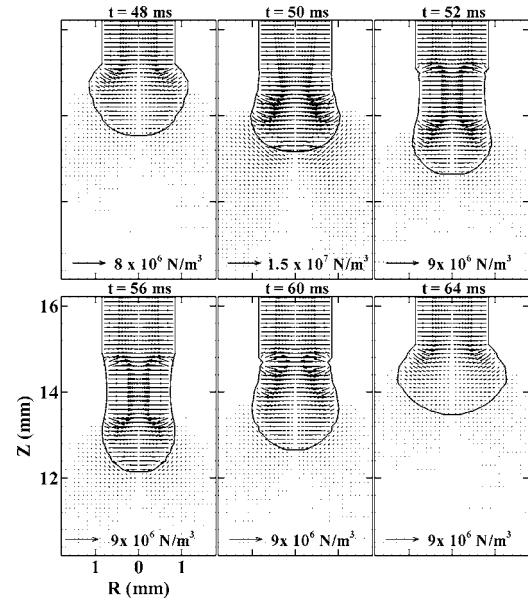 t = 48 ms
t = 50 ms
t = 52 ms
8 x 10⁶ N/m³
1.5 x 10⁷ N/m³
9x 10⁶ N/m³
t = 56 ms
t = 60 ms
t = 64 ms
16
14
12
Z (mm)
9x 10⁶ N/m³
9x 10⁶ N/m³
9x 10⁶ N/m³
1 0 1
R (mm)